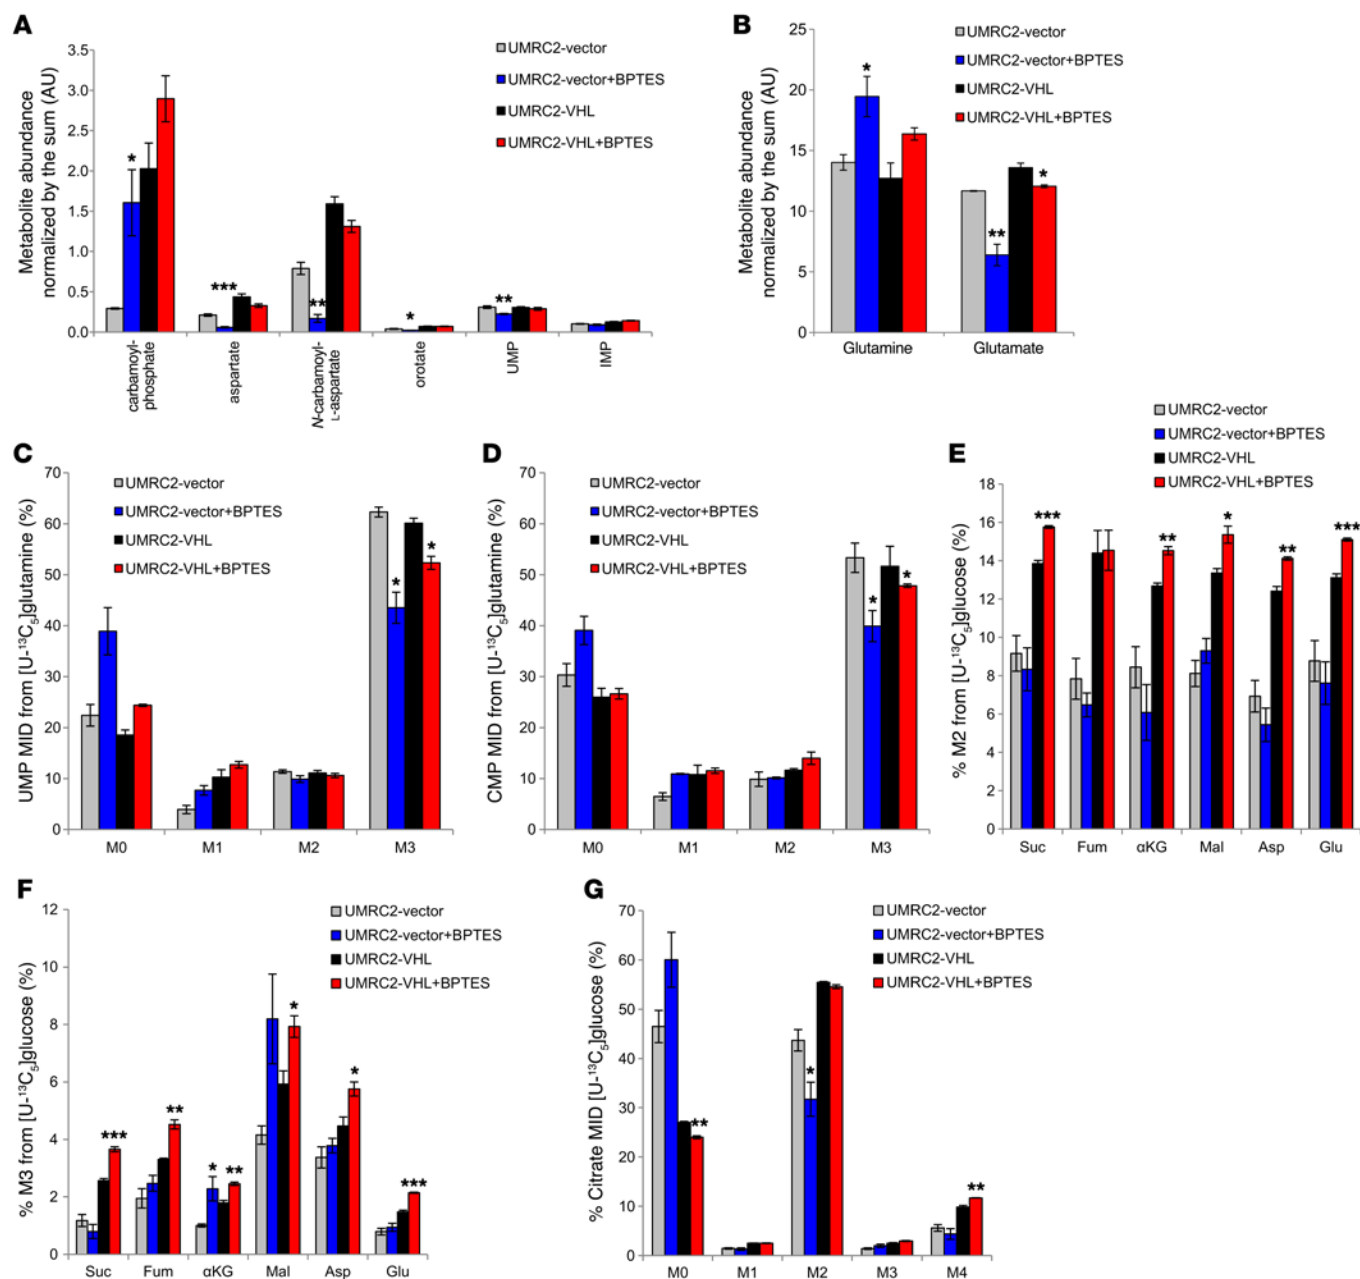 A
Metabolite abundance
normalized by the sum (AU)
3.5
3.0
2.5
2.0
1.5
1.0
0.5
0.0
UMRC2-vector
UMRC2-vector+BPTES
UMRC2-VHL
UMRC2-VHL+BPTES
*
***
**
*
**
carbamoyl-
phosphate
aspartate
N-carbamoyl
L-aspartate
orotate
UMP
IMP
B
Metabolite abundance
normalized by the sum (AU)
25
20
15
10
5
0
UMRC2-vector
UMRC2-vector+BPTES
UMRC2-VHL
UMRC2-VHL+BPTES
*
**
*
Glutamine
Glutamate
C
UMP MID from [U-¹³C₅]glutamine (%)
70
60
50
40
30
20
10
0
UMRC2-vector
UMRC2-vector+BPTES
UMRC2-VHL
UMRC2-VHL+BPTES
*
*
M0
M1
M2
M3
D
CMP MID from [U-¹³C₅]glutamine (%)
70
60
50
40
30
20
10
0
UMRC2-vector
UMRC2-vector+BPTES
UMRC2-VHL
UMRC2-VHL+BPTES
*
*
M0
M1
M2
M3
E
% M2 from [U-¹³C₅]glucose (%)
18
16
14
12
10
8
6
4
2
0
UMRC2-vector
UMRC2-vector+BPTES
UMRC2-VHL
UMRC2-VHL+BPTES
***
**
*
**
***
Suc
Fum
αKG
Mal
Asp
Glu
F
% M3 from [U-¹³C₅]glucose (%)
12
10
8
6
4
2
0
UMRC2-vector
UMRC2-vector+BPTES
UMRC2-VHL
UMRC2-VHL+BPTES
***
**
*
**
*
*
***
Suc
Fum
αKG
Mal
Asp
Glu
G
% Citrate MID [U-¹³C₅]glucose (%)
70
60
50
40
30
20
10
0
UMRC2-vector
UMRC2-vector+BPTES
UMRC2-VHL
UMRC2-VHL+BPTES
**
*
**
M0
M1
M2
M3
M4